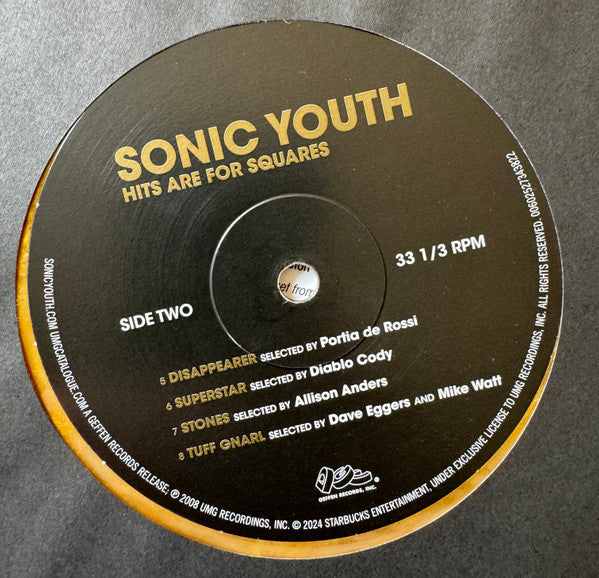 SONIC YOUTH
HITS ARE FOR SQUARES
33 1/3 RPM
SIDE TWO
et from
5 DISAPPEARER SELECTED BY Portia de Rossi
6 SUPERSTAR SELECTED BY Diablo Cody
7 STONES SELECTED BY Allison Anders
8 TUFF GNARL SELECTED BY Dave Eggers AND Mike Watt
GEFFEN RECORDS, INC.
SONICYOUTH.COM UMGCATALOGUE.COM A GEFFEN RECORDS RELEASE; ℗ 2008 UMG RECORDINGS, INC. © 2024 STARBUCKS ENTERTAINMENT, UNDER EXCLUSIVE LICENSE TO UMG RECORDINGS, INC. ALL RIGHTS RESERVED. 00602527343822